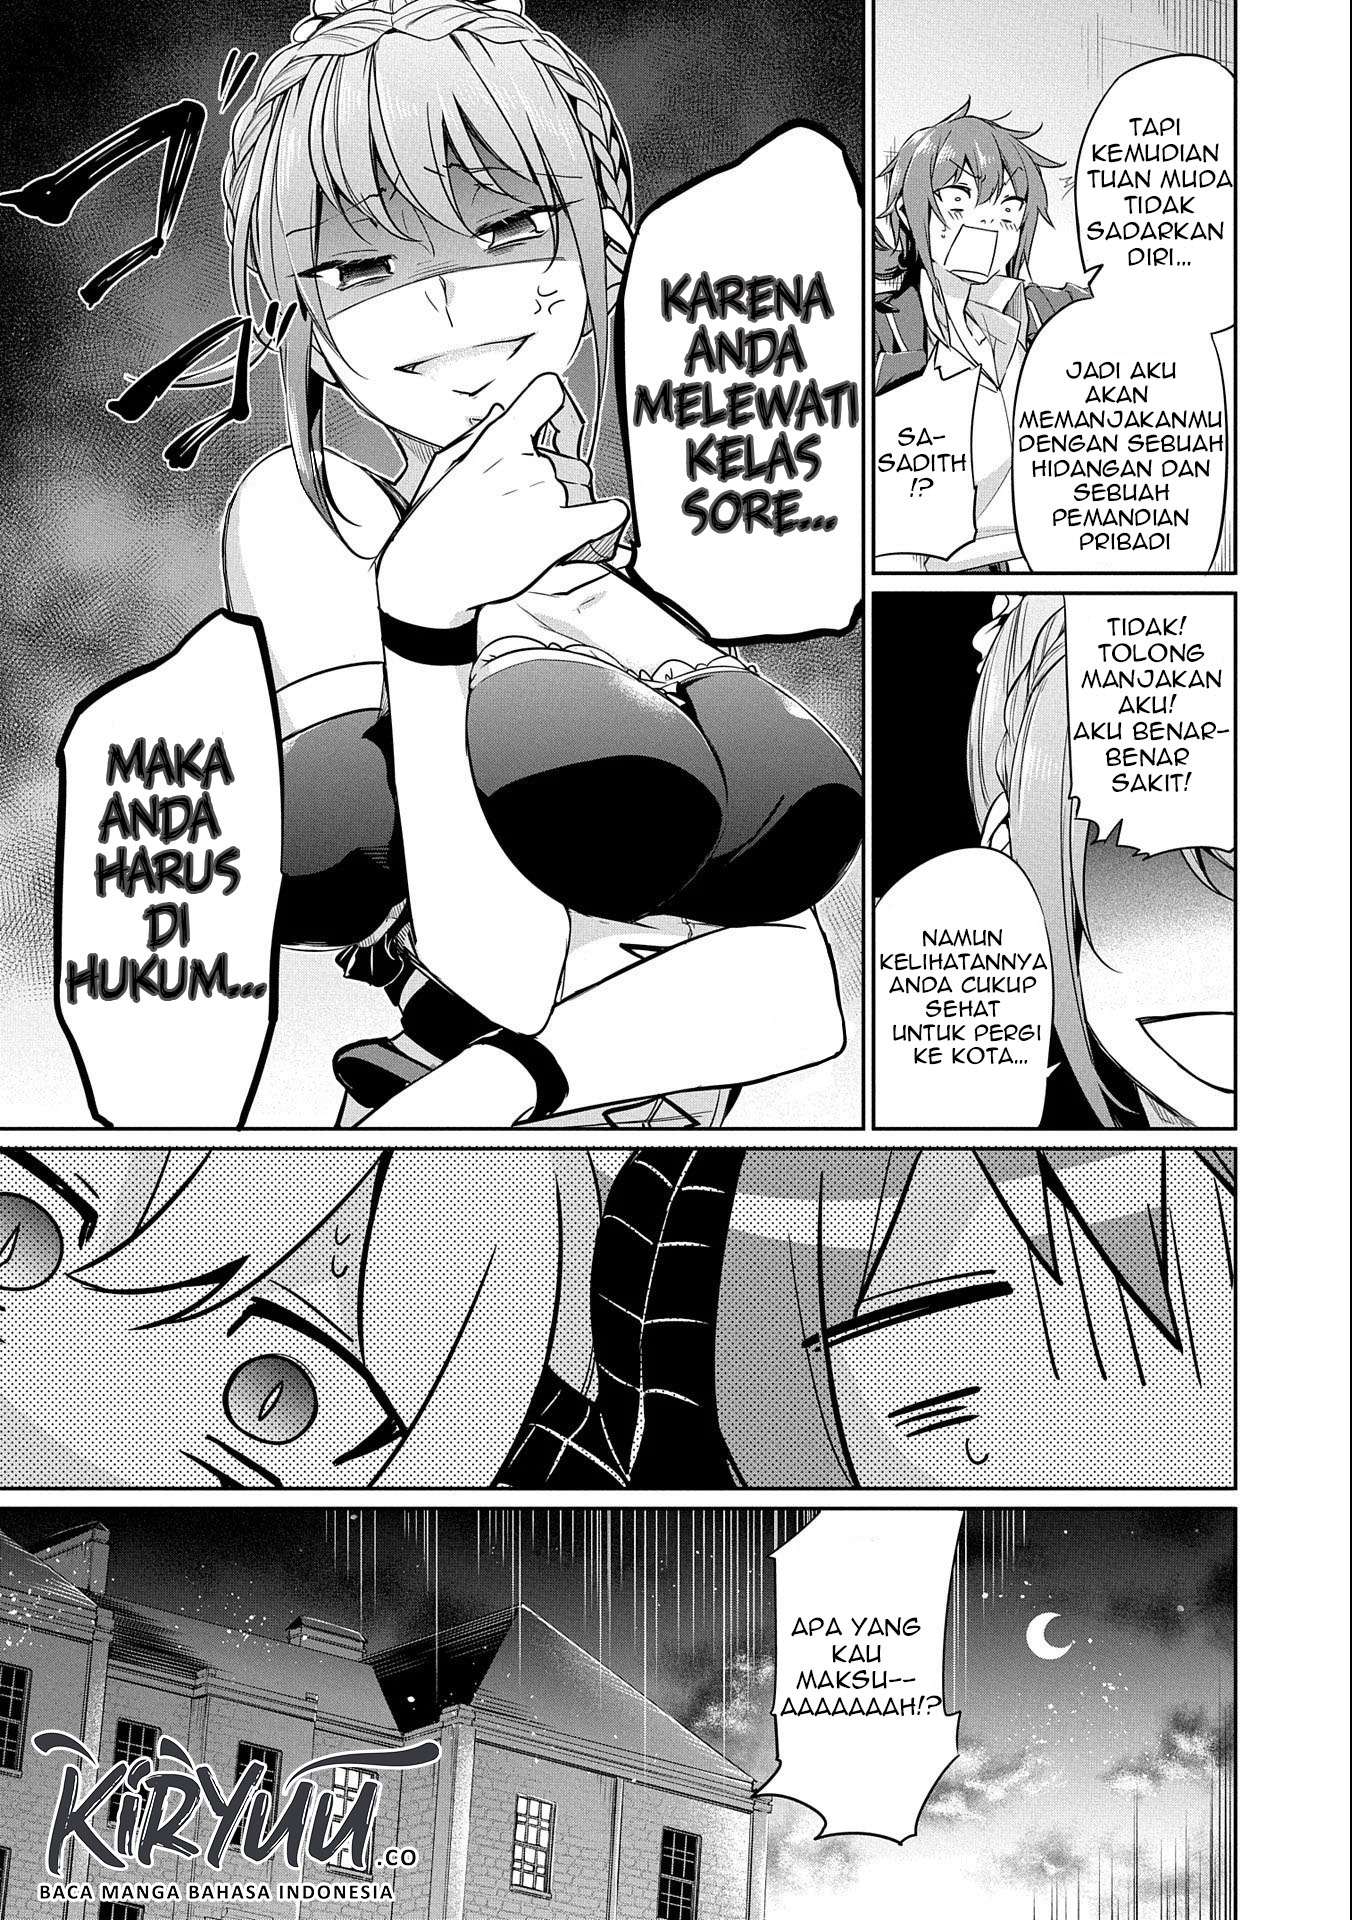 TAPI
KEMUDIAN
TUAN MUDA
TIDAK
SADARKAN
DIRI...
JADI AKU
AKAN
MEMANJAKANMU
DENGAN SEBUAH
HIDANGAN DAN
SEBUAH
PEMANDIAN
PRIBADI
SA-
SADITH
!?
TIDAK!
TOLONG
MANJAKAN
AKU!
AKU BENAR-
BENAR
SAKIT!
NAMUN
KELIHATANNYA
ANDA CUKUP
SEHAT
UNTUK PERGI
KE KOTA...
KARENA
ANDA
MELEWATI
KELAS
SORE...
MAKA
ANDA
HARUS
DI
HUKUM...
APA YANG
KAU
MAKSU--
AAAAAAAH!?
KIRYUU.CO
BACA MANGA BAHASA INDONESIA